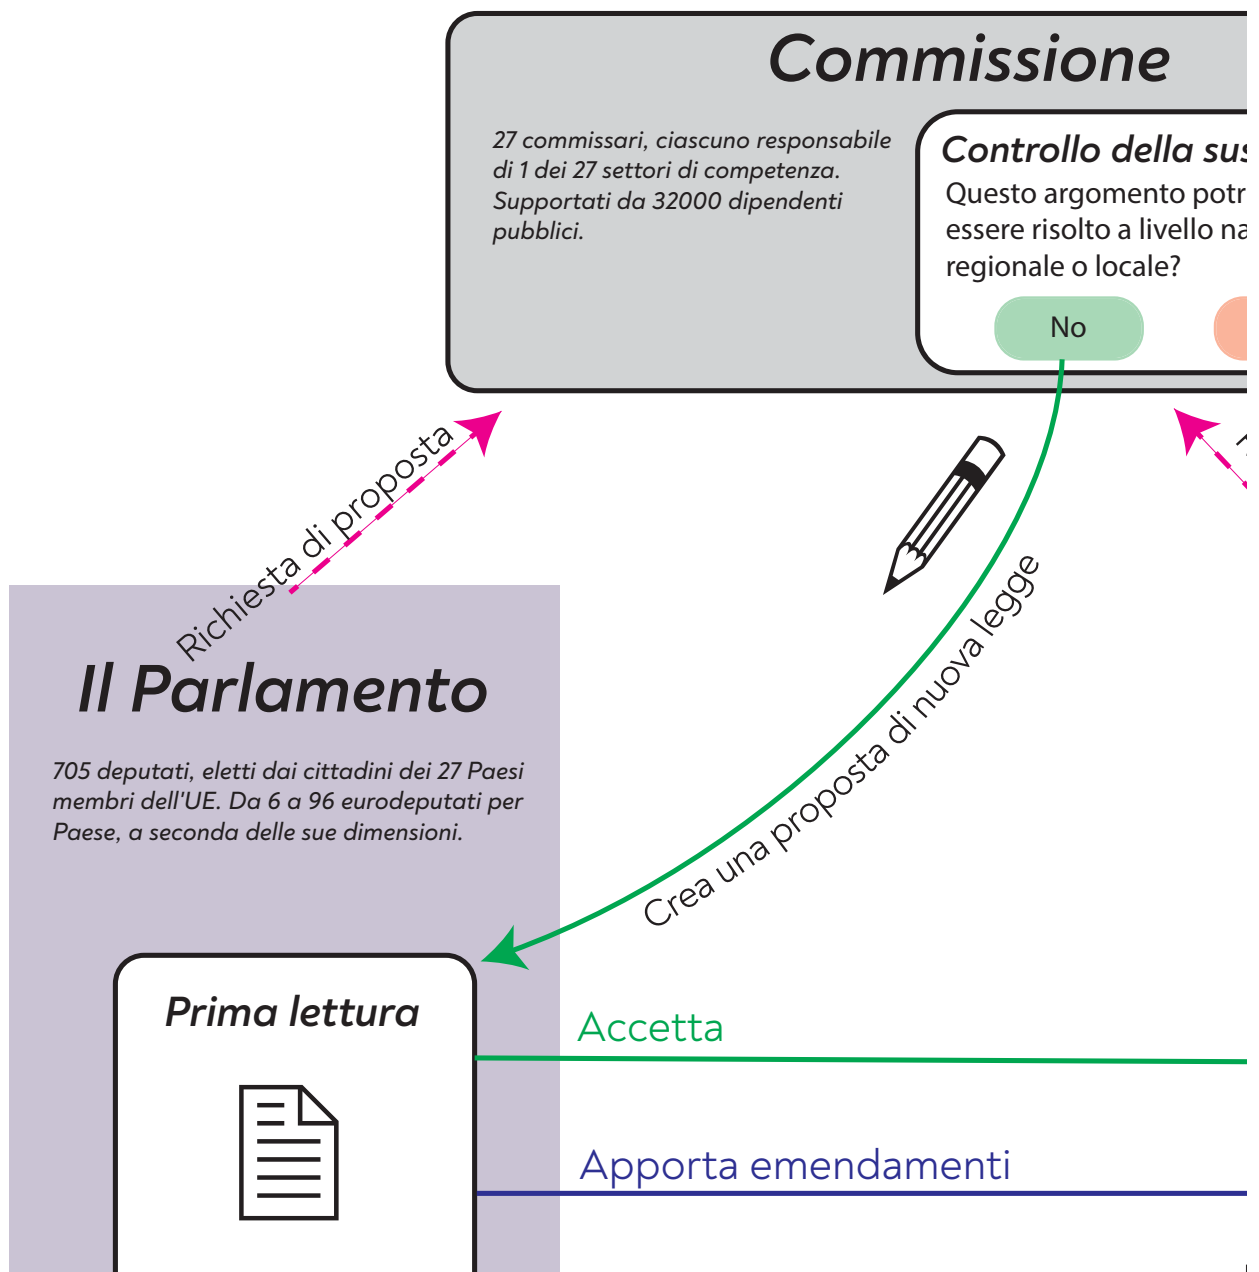 Commissione
27 commissari, ciascuno responsabile
di 1 dei 27 settori di competenza.
Supportati da 32000 dipendenti
pubblici.
Controllo della
Questo argomento
essere risolto a livello
regionale o locale?
No
Richiesta di proposta
Crea una proposta di nuova legge
Il Parlamento
705 deputati, eletti dai cittadini dei 27 Paesi
membri dell'UE. Da 6 a 96 eurodeputati per
Paese, a seconda delle sue dimensioni.
Prima lettura
Accetta
Apporta emendamenti